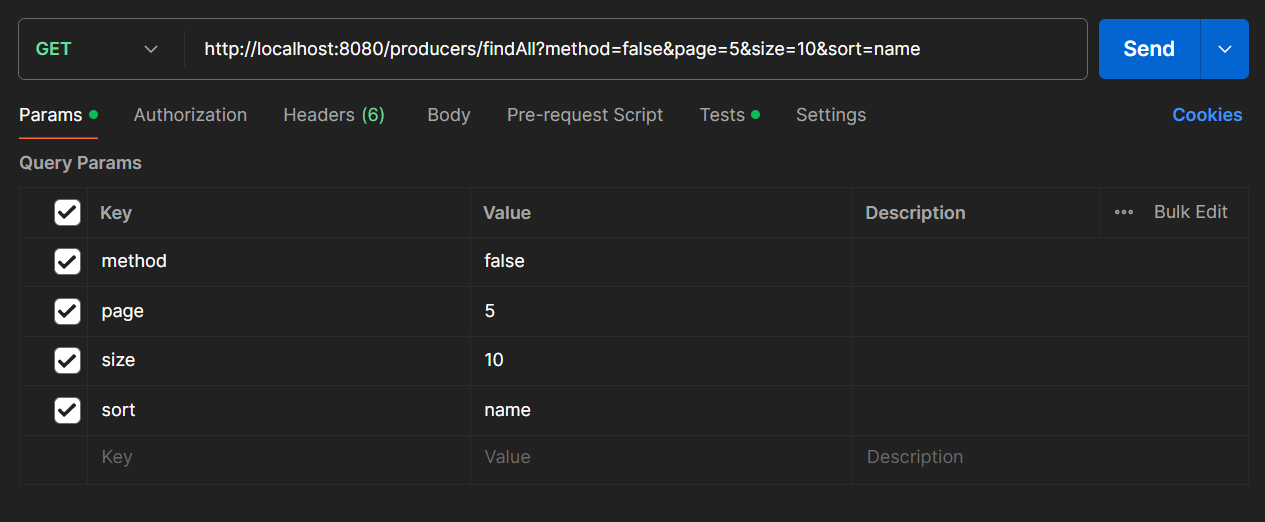 GET http://localhost:8080/producers/findAll?method=false&page=5&size=10&sort=name Send
Params Authorization Headers (6) Body Pre-request Script Tests Settings Cookies
Query Params
Key Value Description Bulk Edit
method false
page 5
size 10
sort name
Key Value Description